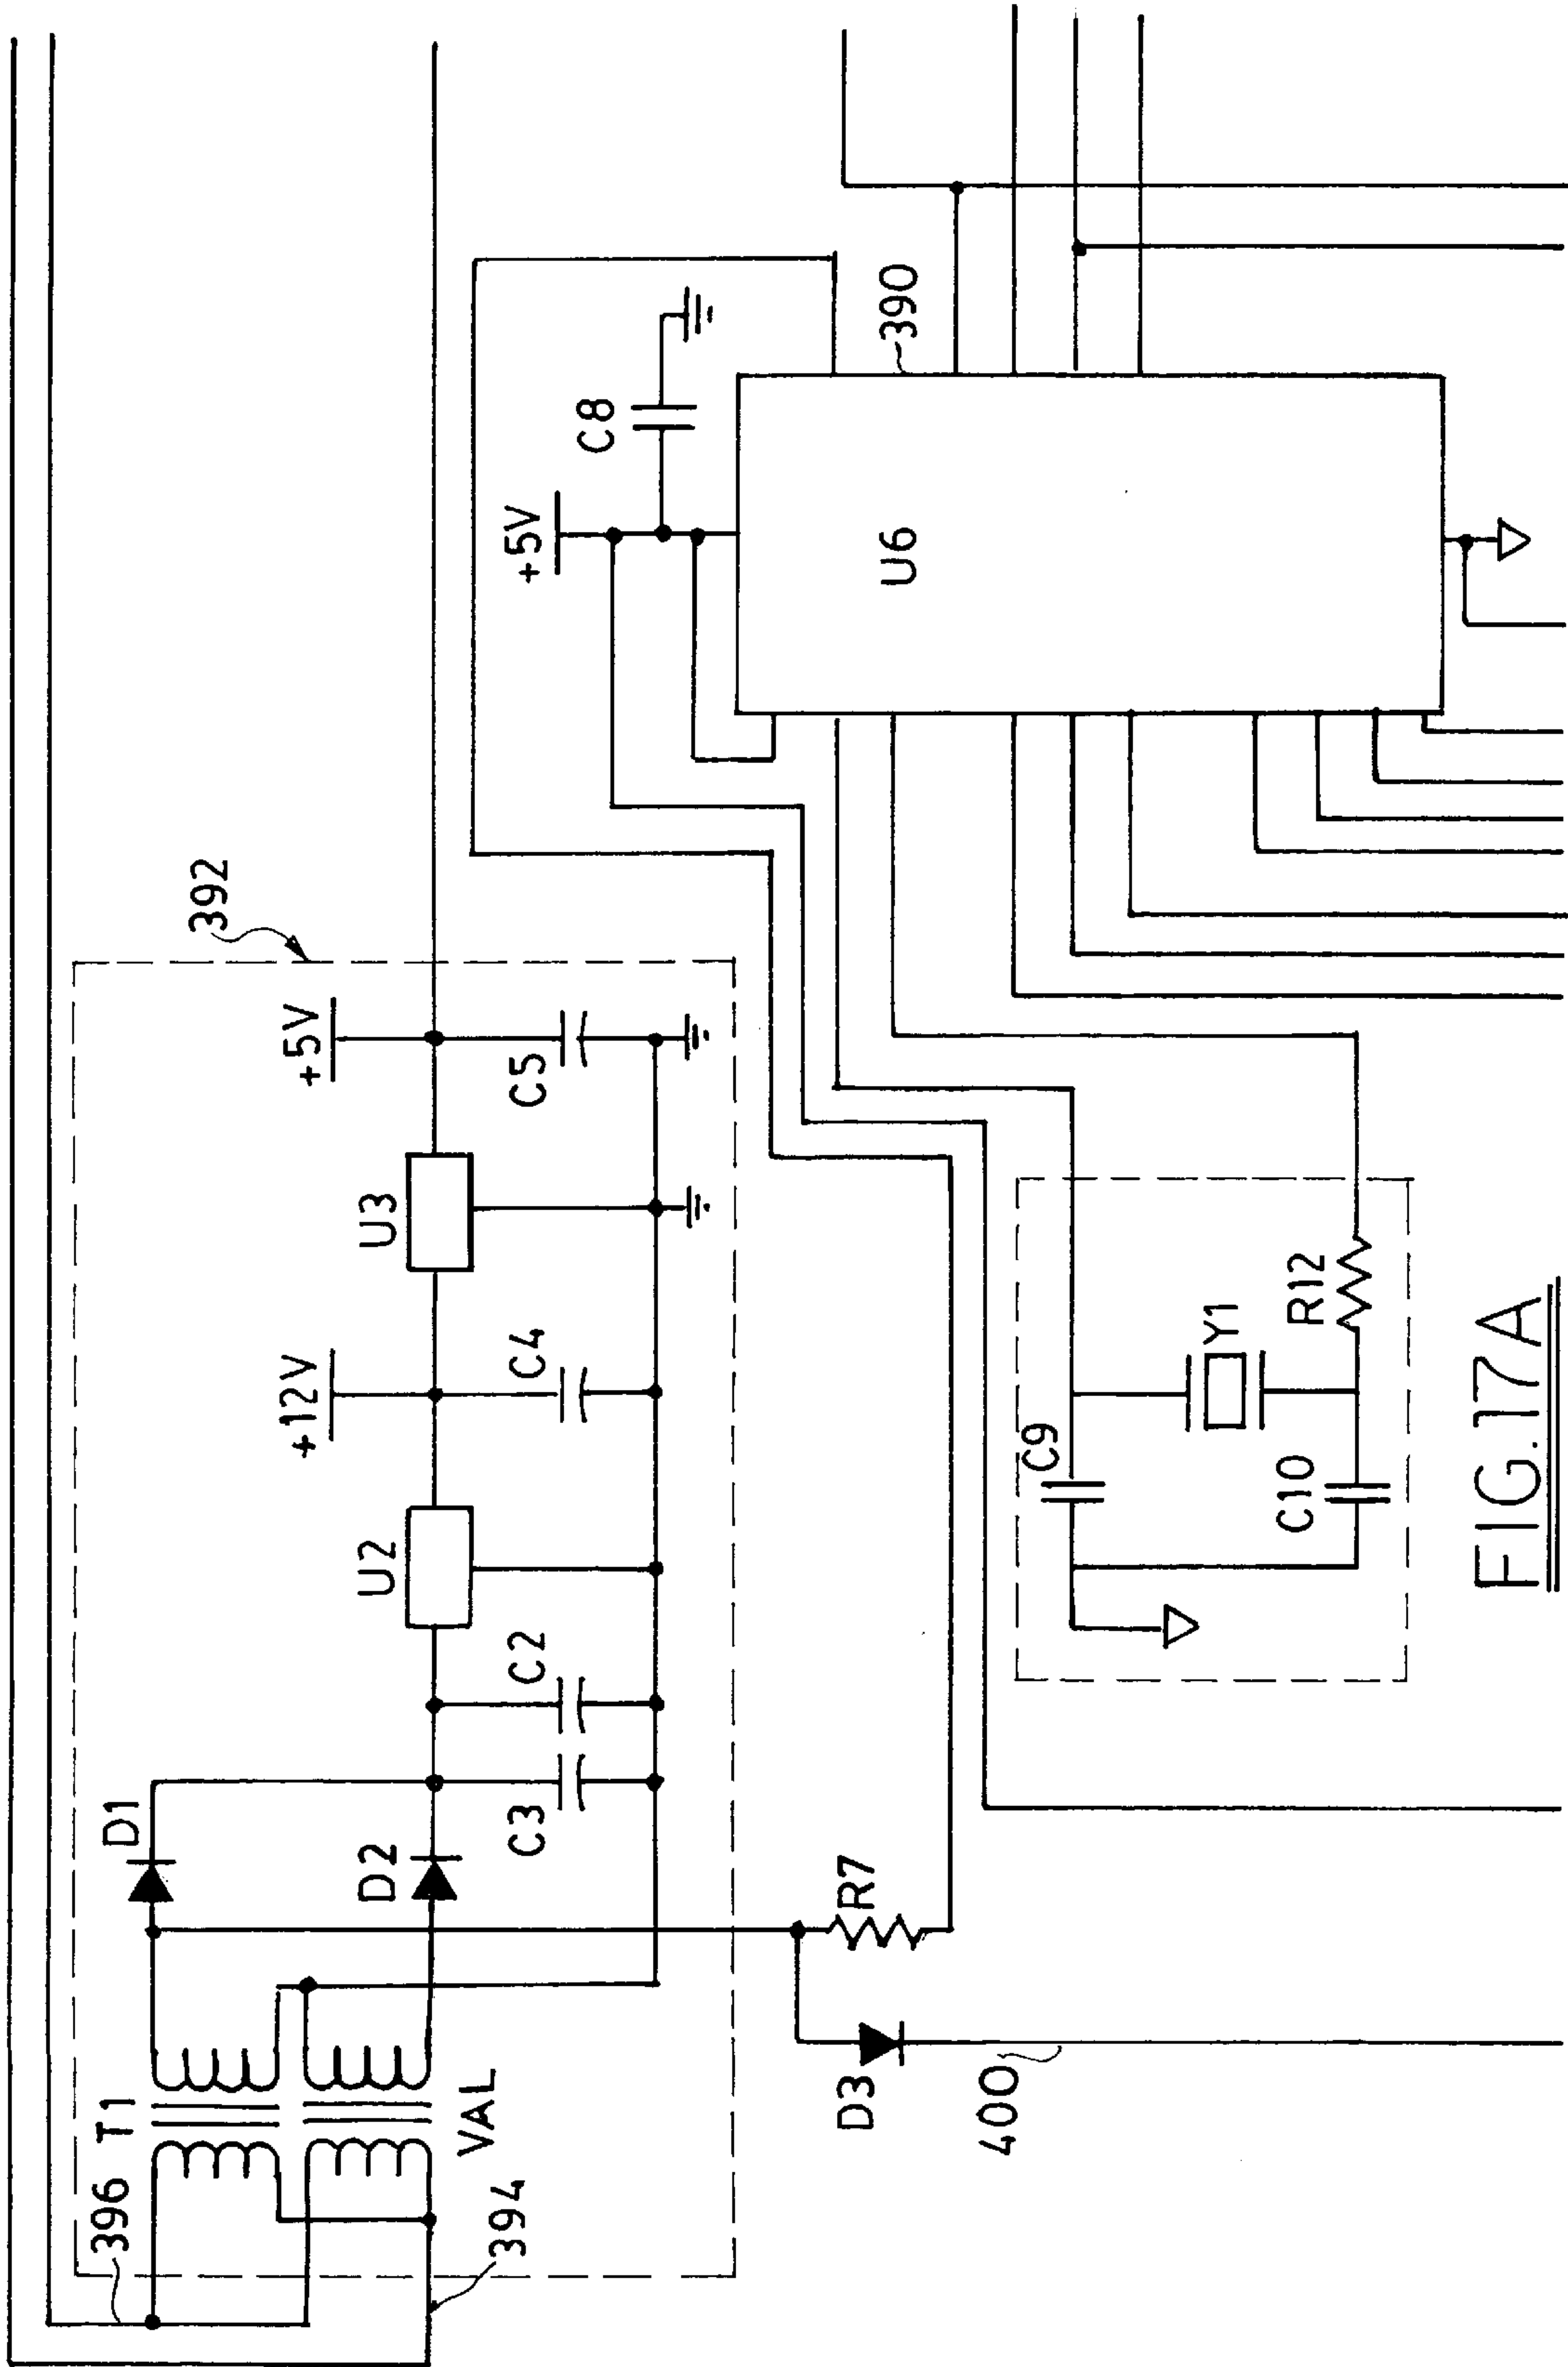 396
T1
D1
392
VAL
394
D2
C3
C2
U2
+12V
C4
U3
+5V
C5
+5V
C8
390
U6
D3
R7
400
C9
C10
Y1
R12
FIG.17A